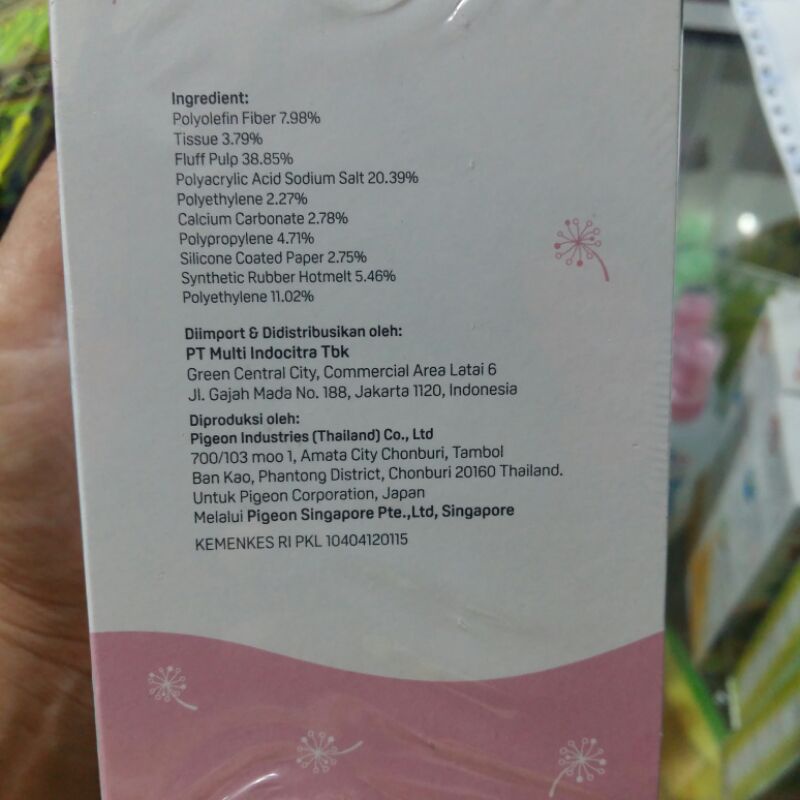 Ingredient:
Polyolefin Fiber 7.98%
Tissue 3.79%
Fluff Pulp 38.85%
Polyacrylic Acid Sodium Salt 20.39%
Polyethylene 2.27%
Calcium Carbonate 2.78%
Polypropylene 4.71%
Silicone Coated Paper 2.75%
Synthetic Rubber Hotmelt 5.46%
Polyethylene 11.02%
Diimport & Didistribusikan oleh:
PT Multi Indocitra Tbk
Green Central City, Commercial Area Latai 6
Jl. Gajah Mada No. 188, Jakarta 1120, Indonesia
Diproduksi oleh:
Pigeon Industries (Thailand) Co., Ltd
700/103 moo 1, Amata City Chonburi, Tambol
Ban Kao, Phantong District, Chonburi 20160 Thailand.
Untuk Pigeon Corporation, Japan
Melalui Pigeon Singapore Pte.,Ltd, Singapore
KEMENKES RI PKL 10404120115